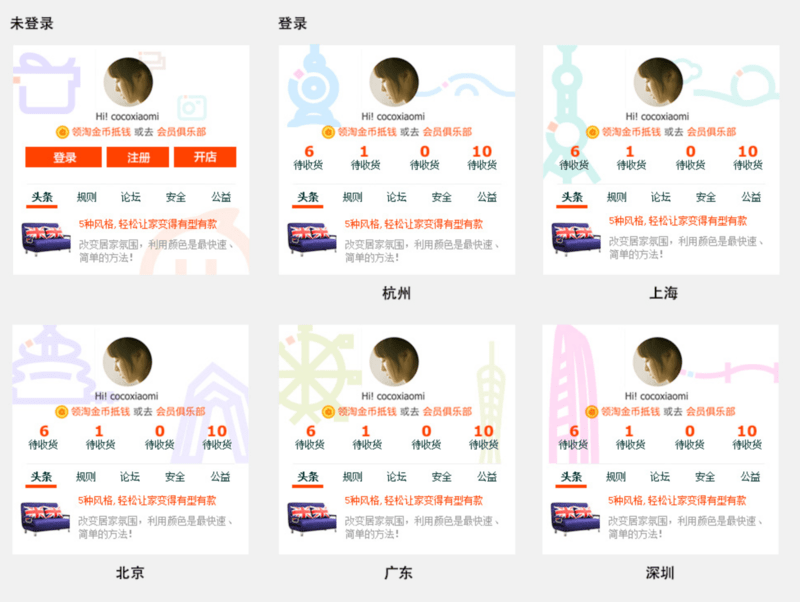 未登录
登录
Hi! cocoxiaomi
领淘金币抵钱 或去 会员俱乐部
登录 注册 开店
头条 规则 论坛 安全 公益
5种风格, 轻松让家变得有型有款
改变居家氛围，利用颜色是最快速、
简单的方法！
Hi! cocoxiaomi
领淘金币抵钱 或去 会员俱乐部
6 1 0 10
待收货 待收货 待收货 待收货
头条 规则 论坛 安全 公益
5种风格, 轻松让家变得有型有款
改变居家氛围，利用颜色是最快速、
简单的方法！
杭州
Hi! cocoxiaomi
领淘金币抵钱 或去 会员俱乐部
6 1 0 10
待收货 待收货 待收货 待收货
头条 规则 论坛 安全 公益
5种风格, 轻松让家变得有型有款
改变居家氛围，利用颜色是最快速、
简单的方法！
上海
Hi! cocoxiaomi
领淘金币抵钱 或去 会员俱乐部
6 1 0 10
待收货 待收货 待收货 待收货
头条 规则 论坛 安全 公益
5种风格, 轻松让家变得有型有款
改变居家氛围，利用颜色是最快速、
简单的方法！
北京
Hi! cocoxiaomi
领淘金币抵钱 或去 会员俱乐部
6 1 0 10
待收货 待收货 待收货 待收货
头条 规则 论坛 安全 公益
5种风格, 轻松让家变得有型有款
改变居家氛围，利用颜色是最快速、
简单的方法！
广东
Hi! cocoxiaomi
领淘金币抵钱 或去 会员俱乐部
6 1 0 10
待收货 待收货 待收货 待收货
头条 规则 论坛 安全 公益
5种风格, 轻松让家变得有型有款
改变居家氛围，利用颜色是最快速、
简单的方法！
深圳